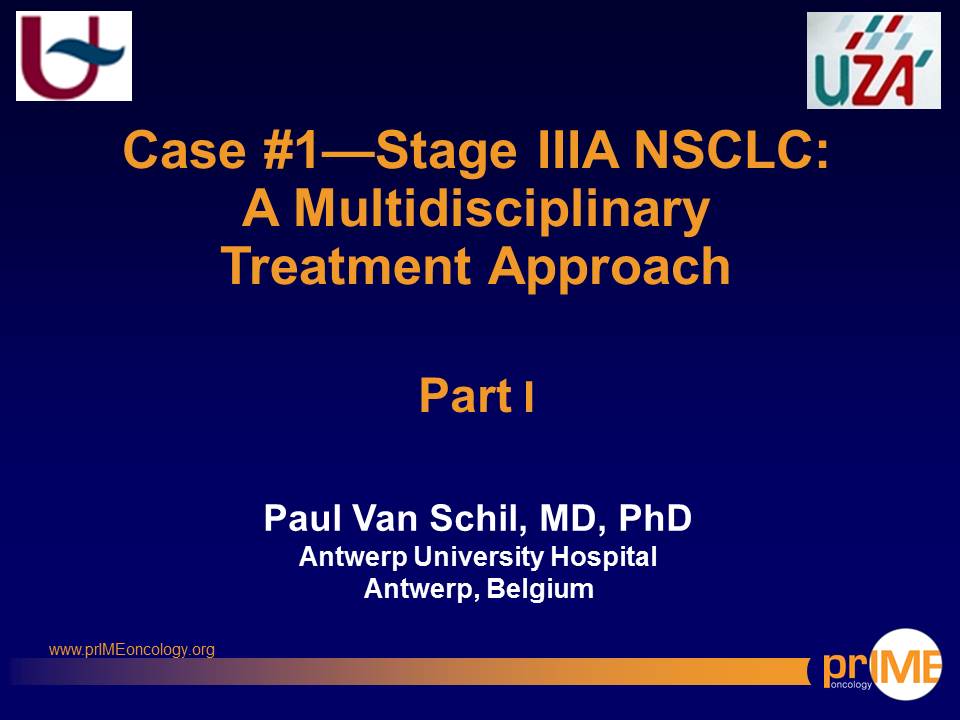 UZA
Case #1—Stage IIIA NSCLC:
A Multidisciplinary
Treatment Approach
Part I
Paul Van Schil, MD, PhD
Antwerp University Hospital
Antwerp, Belgium
www.prIMEoncology.org
prIME
oncology